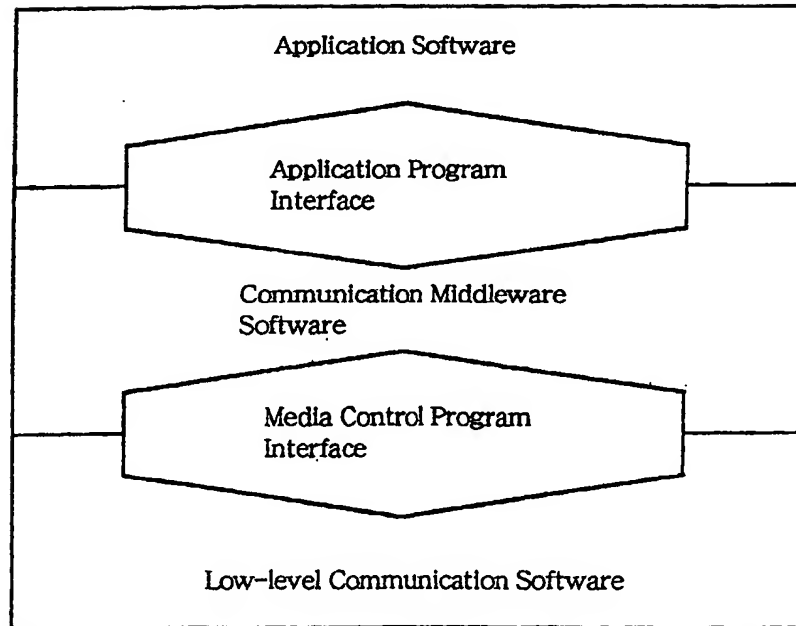 Application Software
Application Program
Interface
Communication Middleware
Software
Media Control Program
Interface
Low-level Communication Software